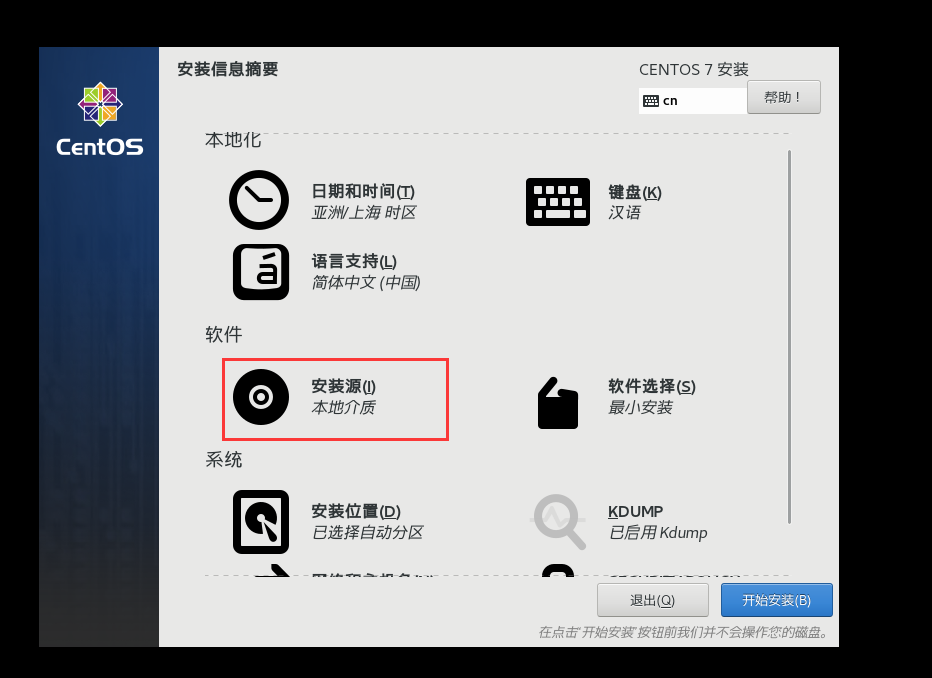 安装信息摘要
CENTOS 7 安装
cn
帮助！
CentOS
本地化
日期和时间(T)
亚洲/上海 时区
键盘(K)
汉语
语言支持(L)
简体中文 (中国)
软件
安装源(I)
本地介质
软件选择(S)
最小安装
系统
安装位置(D)
已选择自动分区
KDUMP
已启用 Kdump
退出(Q)
开始安装(B)
在点击'开始安装'按钮前我们并不会操作您的磁盘。